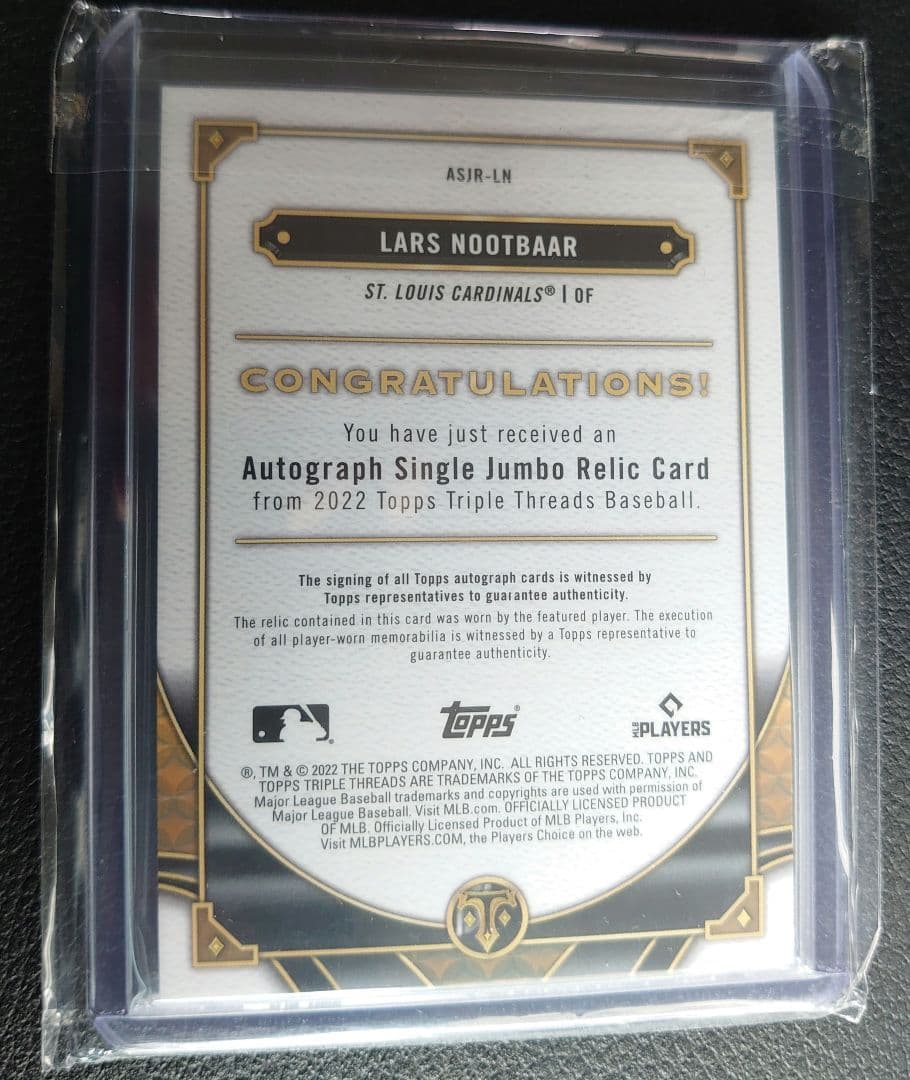 ASJR-LN
LARS NOOTBAAR
ST. LOUIS CARDINALS® | OF
CONGRATULATIONS!
You have just received an
Autograph Single Jumbo Relic Card
from 2022 Topps Triple Threads Baseball.
The signing of all Topps autograph cards is witnessed by
Topps representatives to guarantee authenticity.
The relic contained in this card was worn by the featured player. The execution
of all player-worn memorabilia is witnessed by a Topps representative to
guarantee authenticity.
topps®
MLB PLAYERS
®, TM & © 2022 THE TOPPS COMPANY, INC. ALL RIGHTS RESERVED. TOPPS AND
TOPPS TRIPLE THREADS ARE TRADEMARKS OF THE TOPPS COMPANY, INC.
Major League Baseball trademarks and copyrights are used with permission of
Major League Baseball. Visit MLB.com. OFFICIALLY LICENSED PRODUCT
OF MLB. Officially Licensed Product of MLB Players, Inc.
Visit MLBPLAYERS.COM, the Players Choice on the web.